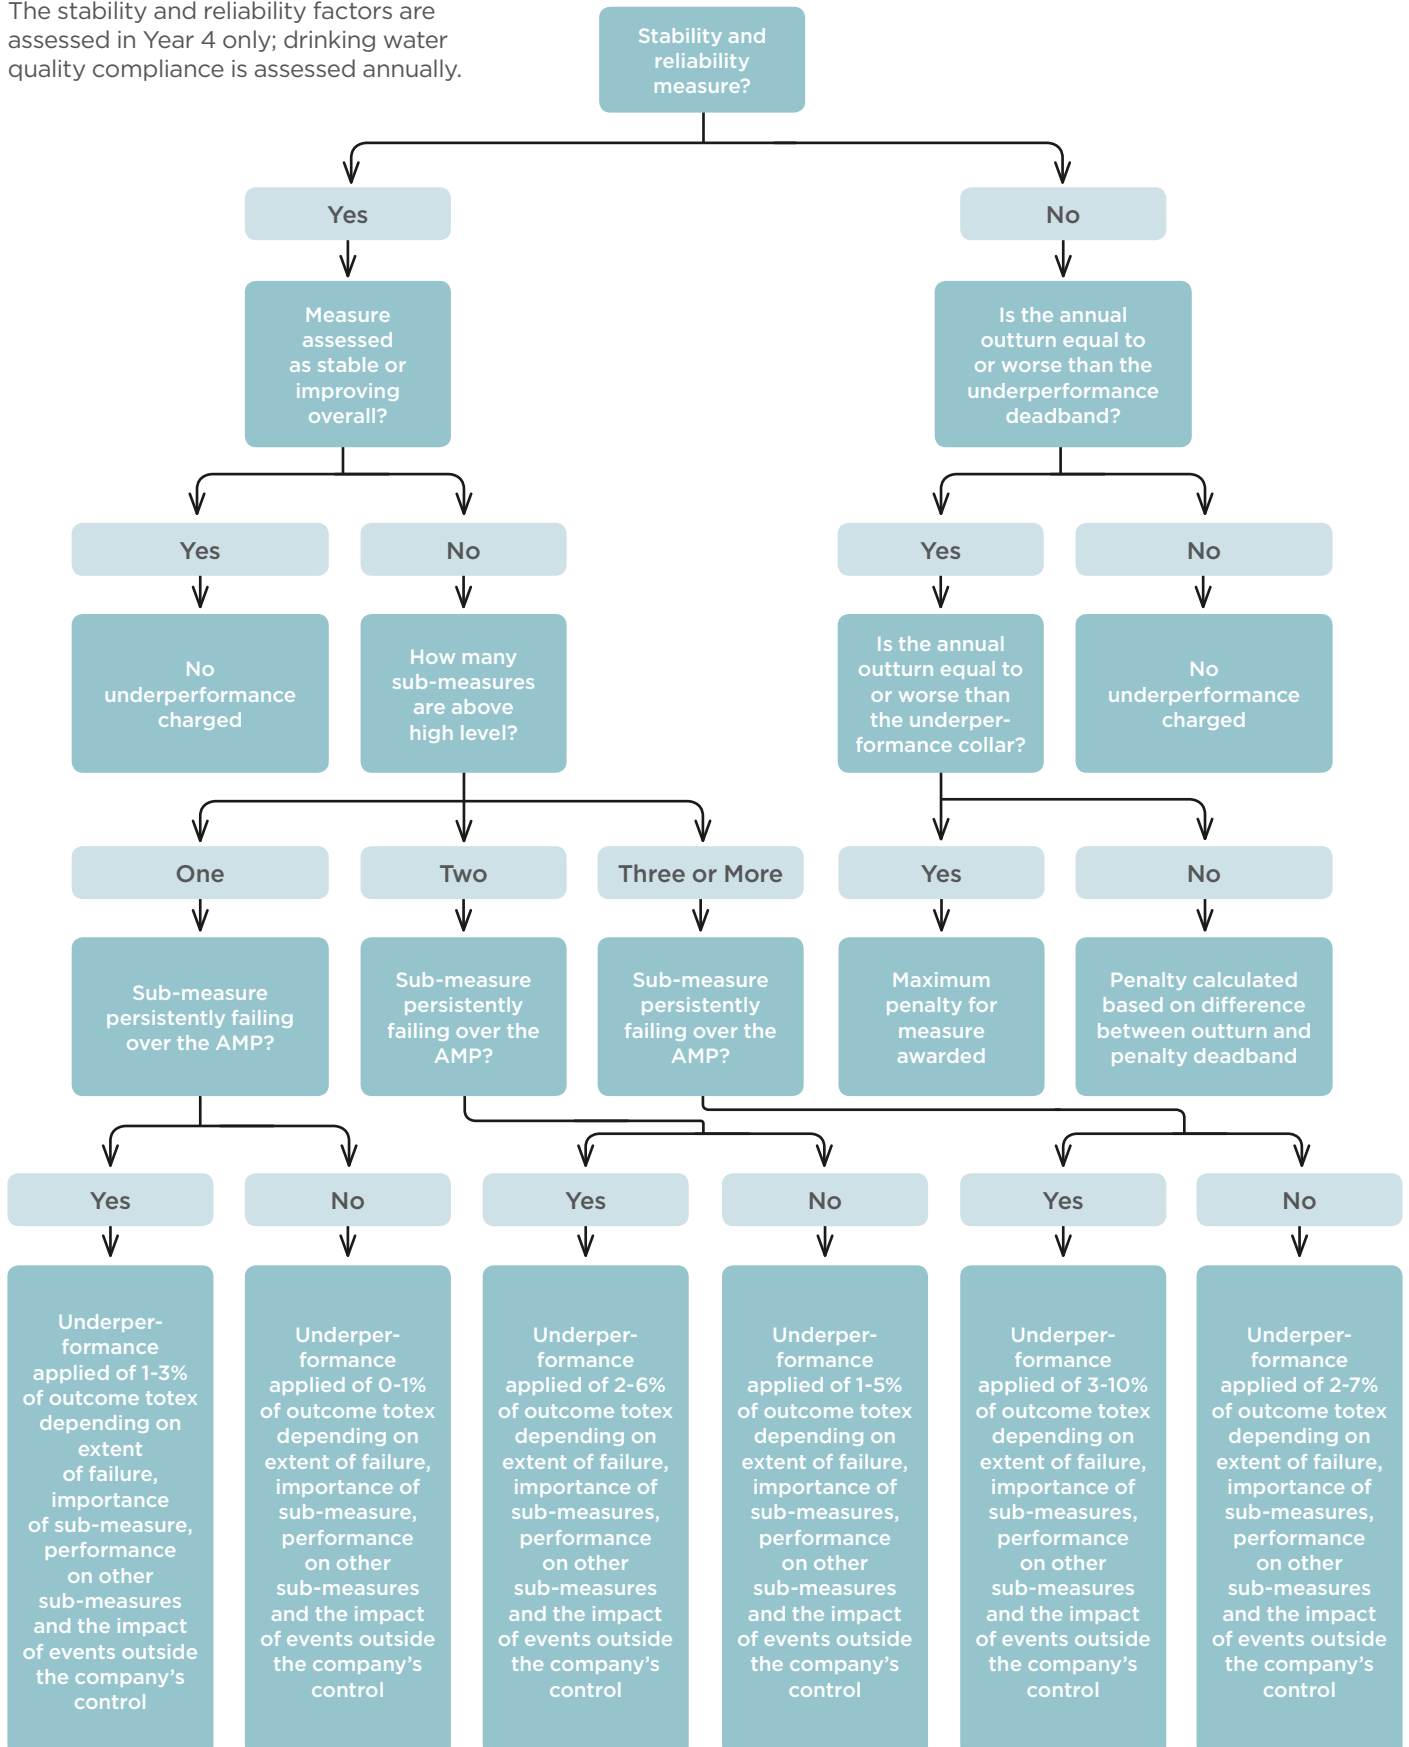 The stability and reliability factors are
assessed in Year 4 only; drinking water
quality compliance is assessed annually.
Stability and
reliability
measure?
Yes
No
Measure
assessed
as stable or
improving
overall?
Is the annual
outturn equal to
or worse than the
underperformance
deadband?
Yes
No
Yes
No
No
underperformance
charged
How many
sub-measures
are above
high level?
Is the annual
outturn equal to
or worse than
the underper-
formance collar?
No
underperformance
charged
One
Two
Three or More
Yes
No
Sub-measure
persistently failing
over the AMP?
Sub-measure
persistently
failing over the
AMP?
Sub-measure
persistently
failing over the
AMP?
Maximum
penalty for
measure
awarded
Penalty calculated
based on difference
between outturn and
penalty deadband
Yes
No
Yes
No
Yes
No
Underper-
formance
applied of 1-3%
of outcome totex
depending on
extent
of failure,
importance
of sub-measure,
performance
on other
sub-measures
and the impact
of events outside
the company's
control
Underper-
formance
applied of 0-1%
of outcome totex
depending on
extent of failure,
importance of
sub-measure,
performance
on other
sub-measures
and the impact
of events outside
the company's
control
Underper-
formance
applied of 2-6%
of outcome totex
depending on
extent of failure,
importance of
sub-measures,
performance
on other
sub-measures
and the impact
of events outside
the company's
control
Underper-
formance
applied of 1-5%
of outcome totex
depending on
extent of failure,
importance of
sub-measures,
performance
on other
sub-measures
and the impact
of events outside
the company's
control
Underper-
formance
applied of 3-10%
of outcome totex
depending on
extent of failure,
importance of
sub-measures,
performance
on other
sub-measures
and the impact
of events outside
the company's
control
Underper-
formance
applied of 2-7%
of outcome totex
depending on
extent of failure,
importance of
sub-measures,
performance
on other
sub-measures
and the impact
of events outside
the company's
control